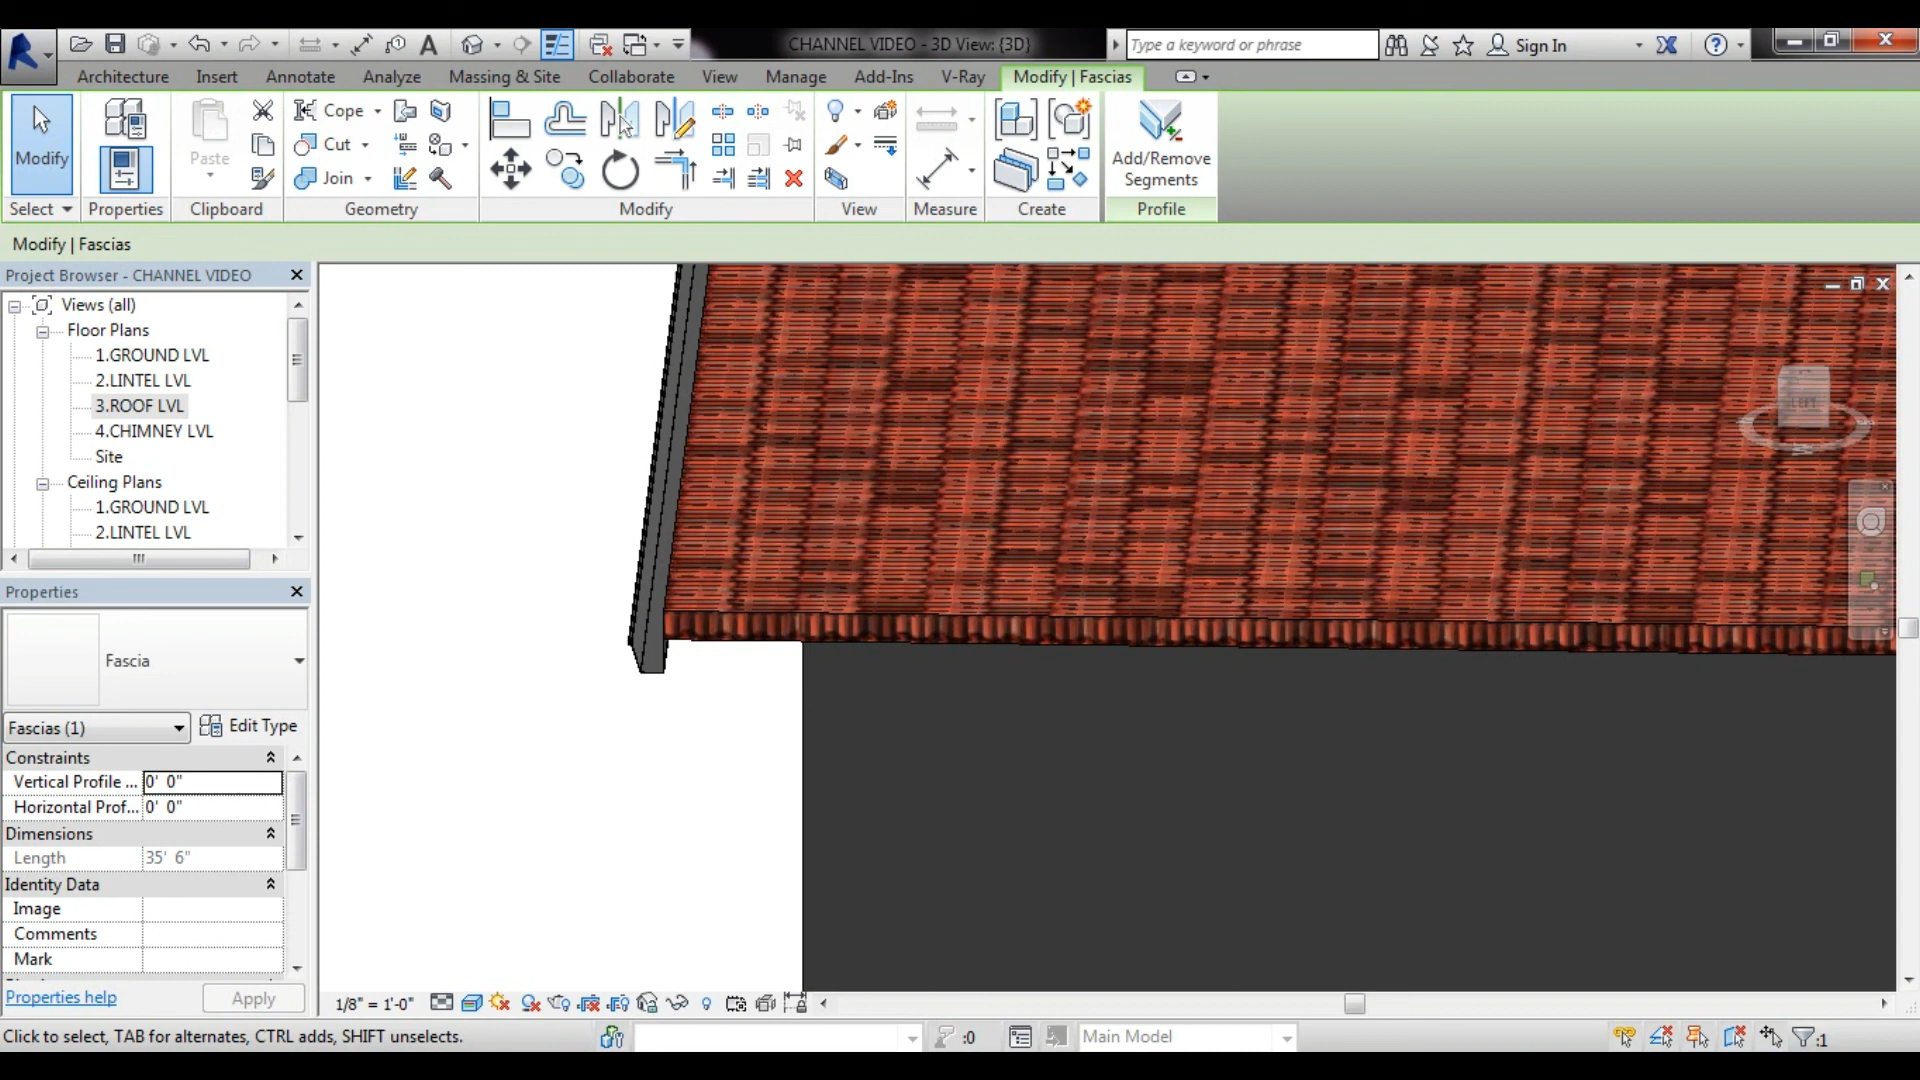 CHANNEL VIDEO - 3D View: {3D}
Type a keyword or phrase
Sign In
Architecture Insert Annotate Analyze Massing & Site Collaborate View Manage Add-Ins V-Ray Modify | Fascias
Modify
Paste
Cope
Cut
Join
Add/Remove
Segments
Select Properties Clipboard Geometry Modify View Measure Create Profile
Modify | Fascias
Project Browser - CHANNEL VIDEO
Views (all)
Floor Plans
1.GROUND LVL
2.LINTEL LVL
3.ROOF LVL
4.CHIMNEY LVL
Site
Ceiling Plans
1.GROUND LVL
2.LINTEL LVL
Properties
Fascia
Fascias (1)
Edit Type
Constraints
Vertical Profile ... 0' 0"
Horizontal Prof... 0' 0"
Dimensions
Length 35' 6"
Identity Data
Image
Comments
Mark
Properties help
Apply
LEFT
1/8" = 1'-0"
Click to select, TAB for alternates, CTRL adds, SHIFT unselects.
:0
Main Model
:1